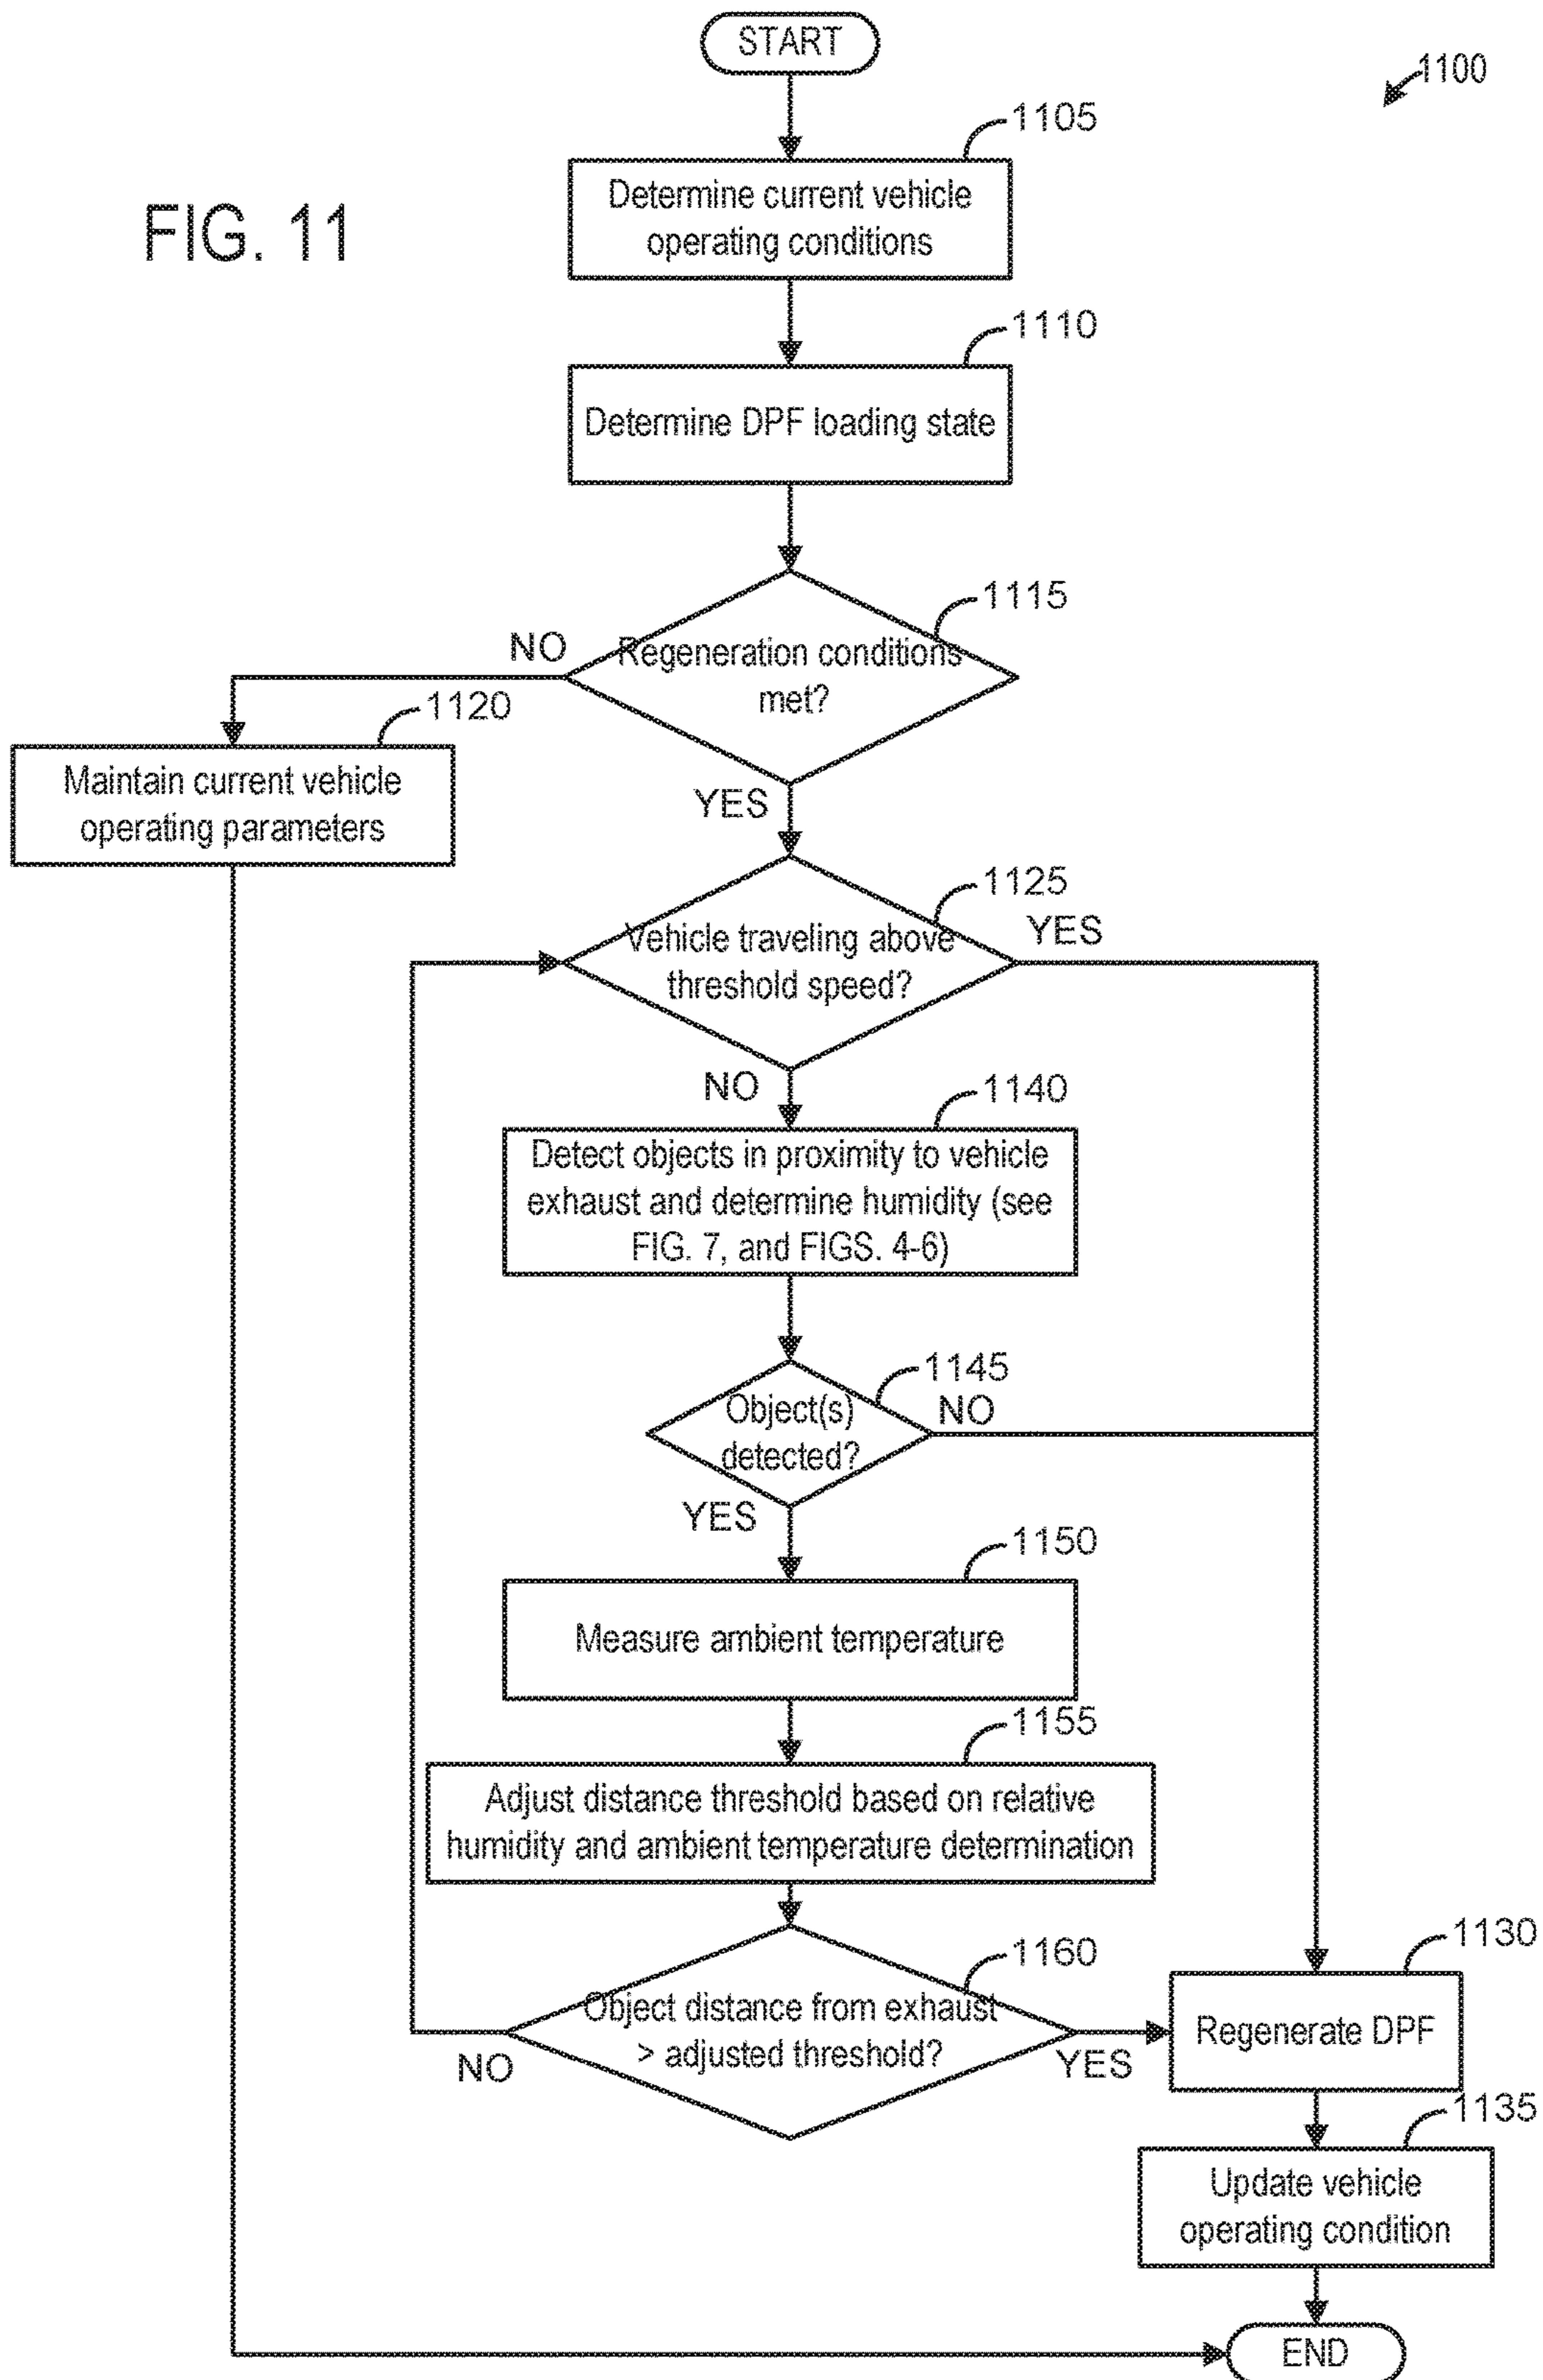 START
1100
1105
FIG. 11
Determine current vehicle
operating conditions
1110
Determine DPF loading state
1115
NO
Regeneration conditions
met?
1120
Maintain current vehicle
operating parameters
YES
1125
YES
Vehicle traveling above
threshold speed?
NO
1140
Detect objects in proximity to vehicle
exhaust and determine humidity (see
FIG. 7, and FIGS. 4-6)
1145
Object(s)
detected?
NO
YES
1150
Measure ambient temperature
1155
Adjust distance threshold based on relative
humidity and ambient temperature determination
1160
1130
Object distance from exhaust
> adjusted threshold?
NO
YES
Regenerate DPF
1135
Update vehicle
operating condition
END